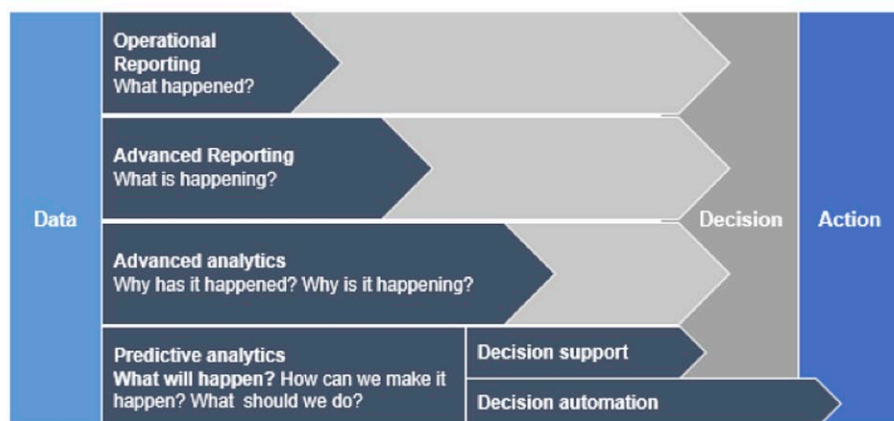 Operational
Reporting
What happened?
Advanced Reporting
What is happening?
Data
Decision
Action
Advanced analytics
Why has it happened? Why is it happening?
Predictive analytics
What will happen? How can we make it
happen? What should we do?
Decision support
Decision automation